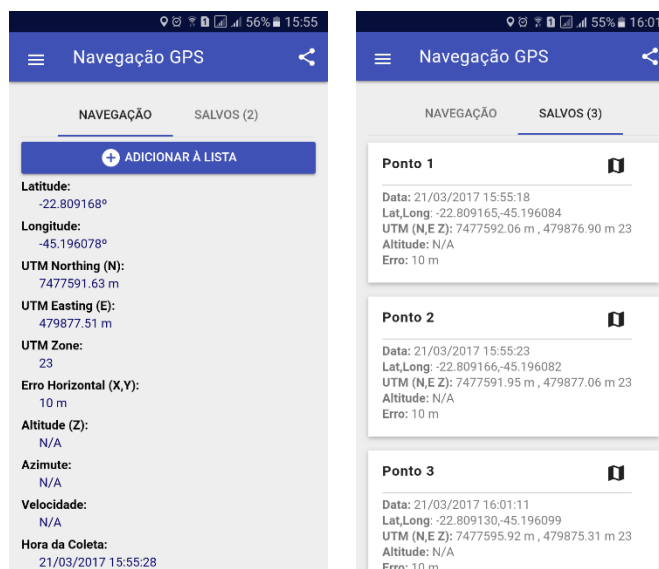 56% 15:55
Navegação GPS
NAVEGAÇÃO SALVOS (2)
ADICIONAR À LISTA
Latitude:
-22.809168º
Longitude:
-45.196078º
UTM Northing (N):
7477591.63 m
UTM Easting (E):
479877.51 m
UTM Zone:
23
Erro Horizontal (X,Y):
10 m
Altitude (Z):
N/A
Azimute:
N/A
Velocidade:
N/A
Hora da Coleta:
21/03/2017 15:55:28
55% 16:01
Navegação GPS
NAVEGAÇÃO SALVOS (3)
Ponto 1
Data: 21/03/2017 15:55:18
Lat,Long: -22.809165,-45.196084
UTM (N,E Z): 7477592.06 m , 479876.90 m 23
Altitude: N/A
Erro: 10 m
Ponto 2
Data: 21/03/2017 15:55:23
Lat,Long: -22.809166,-45.196082
UTM (N,E Z): 7477591.95 m , 479877.06 m 23
Altitude: N/A
Erro: 10 m
Ponto 3
Data: 21/03/2017 16:01:11
Lat,Long: -22.809130,-45.196099
UTM (N,E Z): 7477595.92 m , 479875.31 m 23
Altitude: N/A
Erro: 10 m